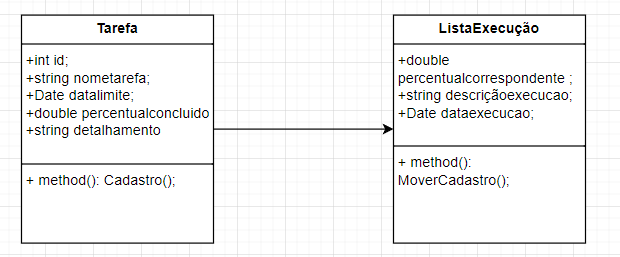 Tarefa
+int id;
+string nometarefa;
+Date datalimite;
+double percentualconcluido
+string detalhamento
+ method(): Cadastro();
ListaExecução
+double
percentualcorrespondente ;
+string descriçãoexecucao;
+Date dataexecucao;
+ method():
MoverCadastro();